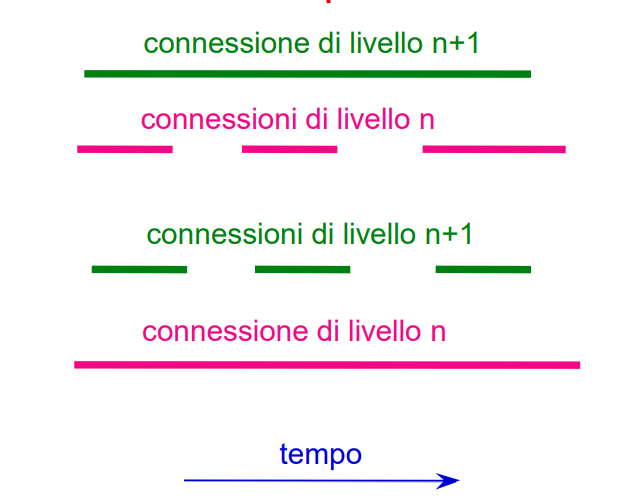 connessione di livello n+1
connessioni di livello n
connessioni di livello n+1
connessione di livello n
tempo